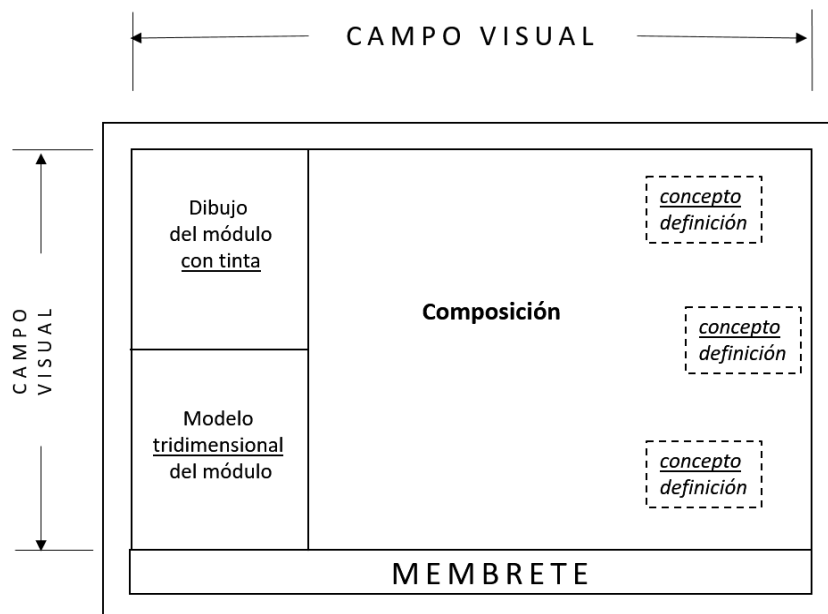 CAMPO VISUAL
CAMPO
VISUAL
Dibujo
del módulo
con tinta
Modelo
tridimensional
del módulo
Composición
concepto
definición
concepto
definición
concepto
definición
MEMBRETE